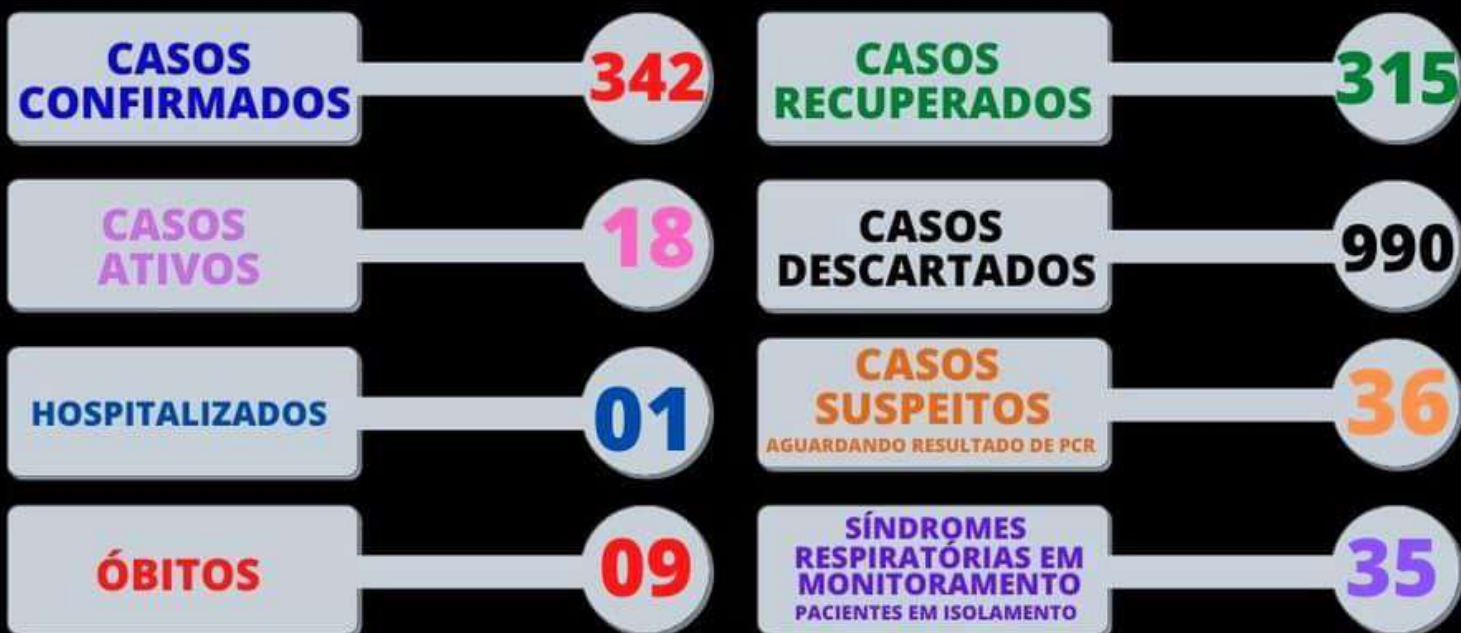 CASOS
CONFIRMADOS
342
CASOS
RECUPERADOS
315
CASOS
ATIVOS
18
CASOS
DESCARTADOS
990
HOSPITALIZADOS
01
CASOS
SUSPEITOS
AGUARDANDO RESULTADO DE PCR
36
ÓBITOS
09
SÍNDROMES
RESPIRATÓRIAS EM
MONITORAMENTO
PACIENTES EM ISOLAMENTO
35